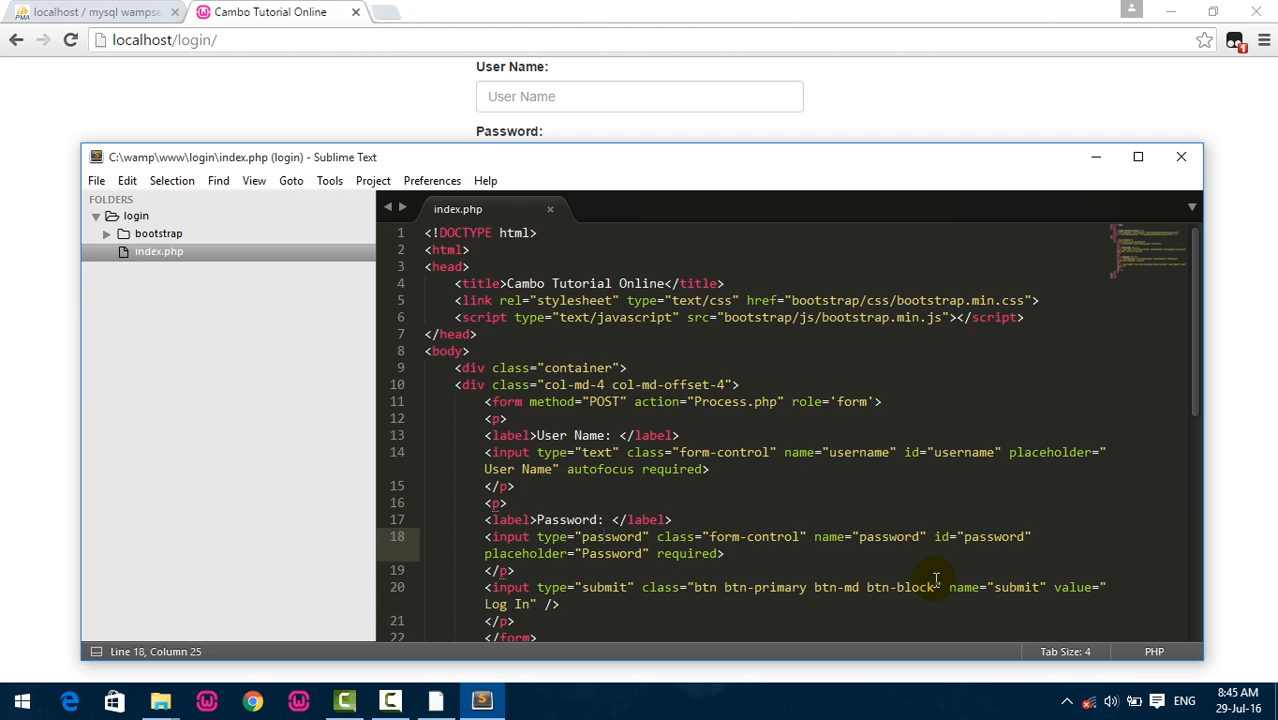 localhost / mysql wampse
Cambo Tutorial Online
localhost/login/
User Name:
User Name
Password:
C:\wamp\www\login\index.php (login) - Sublime Text
File Edit Selection Find View Goto Tools Project Preferences Help
FOLDERS
login
bootstrap
index.php
index.php
1 <!DOCTYPE html>
2 <html>
3 <head>
4 <title>Cambo Tutorial Online</title>
5 <link rel="stylesheet" type="text/css" href="bootstrap/css/bootstrap.min.css">
6 <script type="text/javascript" src="bootstrap/js/bootstrap.min.js"></script>
7 </head>
8 <body>
9 <div class="container">
10 <div class="col-md-4 col-md-offset-4">
11 <form method="POST" action="Process.php" role='form'>
12 <p>
13 <label>User Name: </label>
14 <input type="text" class="form-control" name="username" id="username" placeholder="
User Name" autofocus required>
15 </p>
16 <p>
17 <label>Password: </label>
18 <input type="password" class="form-control" name="password" id="password"
placeholder="Password" required>
19 </p>
20 <input type="submit" class="btn btn-primary btn-md btn-block" name="submit" value="
Log In" />
21 </p>
22 </form>
Line 18, Column 25
Tab Size: 4
PHP
ENG
8:45 AM
29-Jul-16